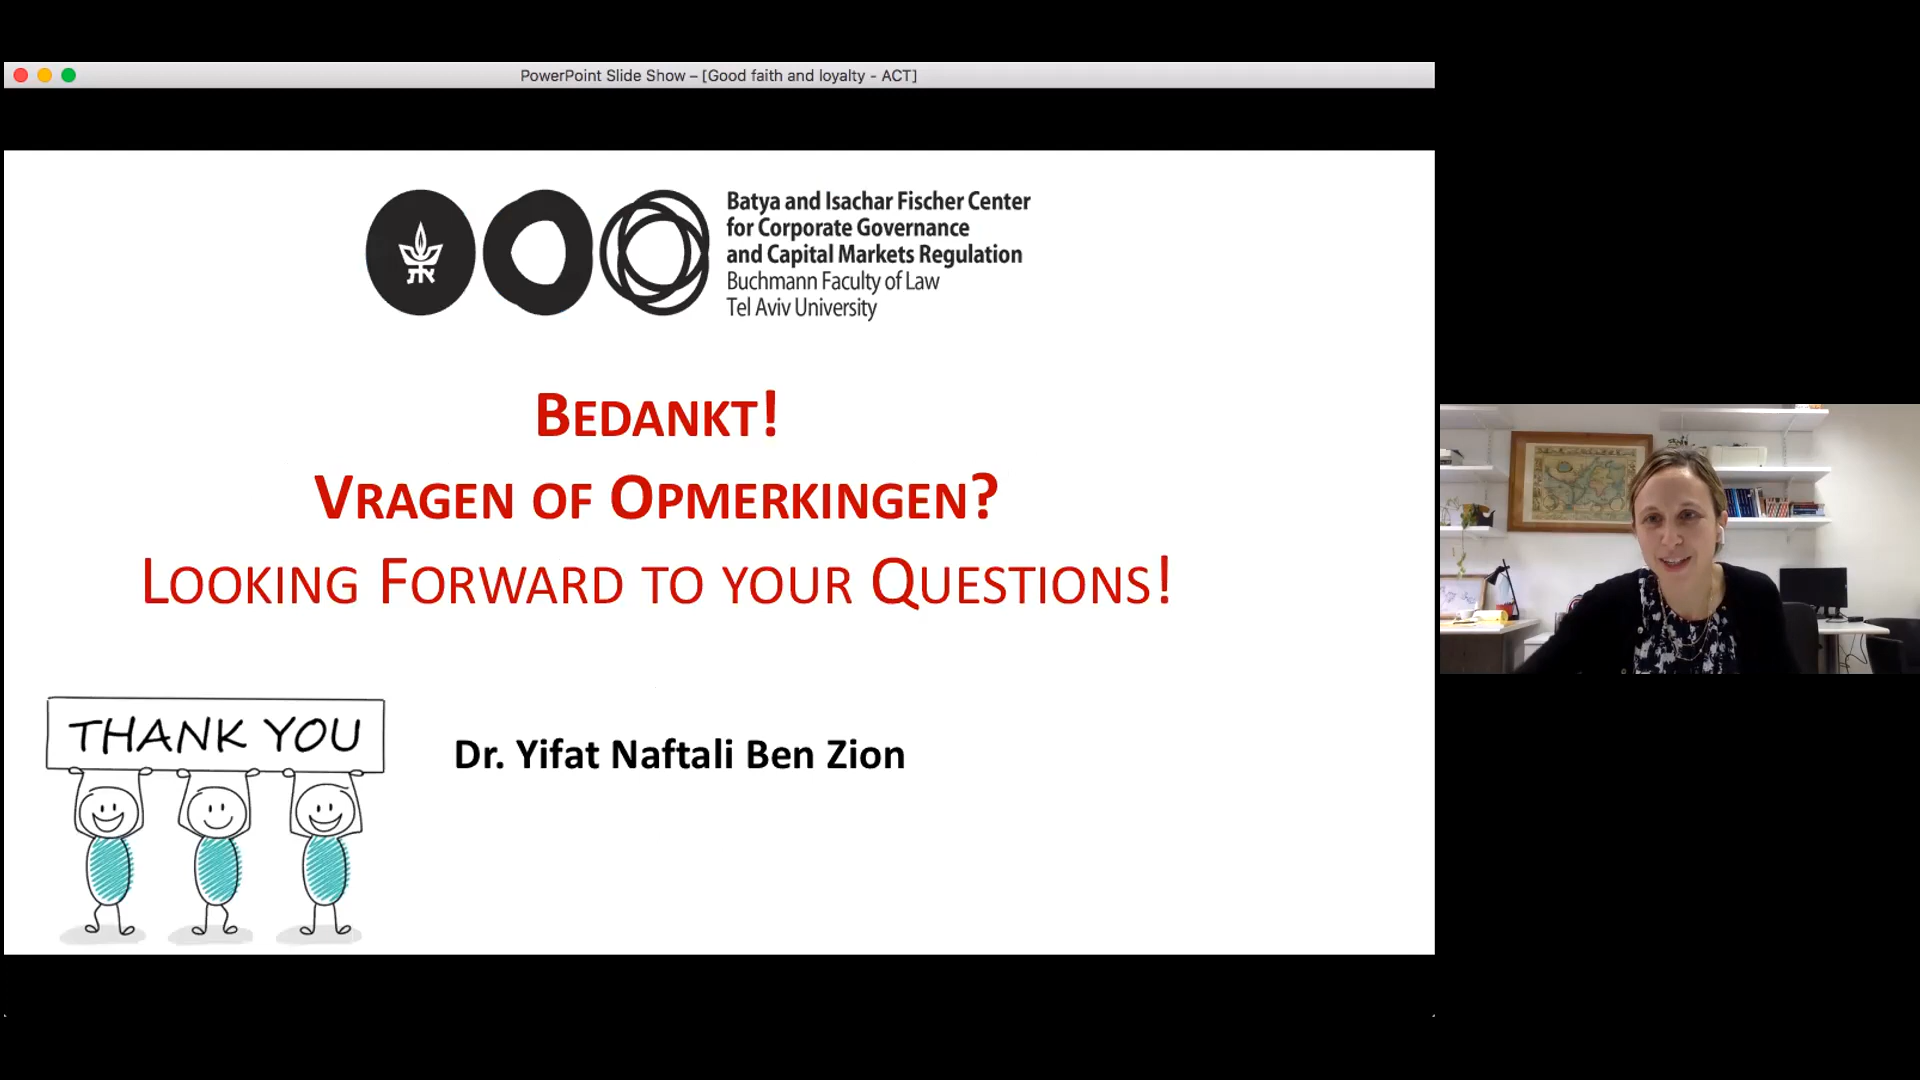 PowerPoint Slide Show – [Good faith and loyalty - ACT]
Batya and Isachar Fischer Center
for Corporate Governance
and Capital Markets Regulation
Buchmann Faculty of Law
Tel Aviv University
BEDANKT!
VRAGEN OF OPMERKINGEN?
LOOKING FORWARD TO YOUR QUESTIONS!
THANK YOU
Dr. Yifat Naftali Ben Zion